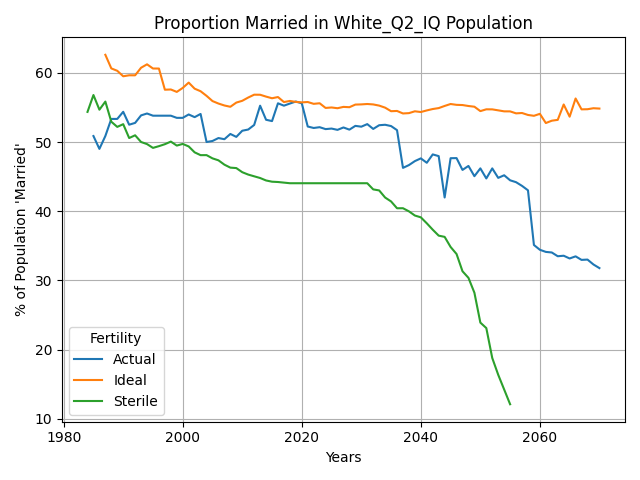 Proportion Married in White_Q2_IQ Population
% of Population 'Married'
60
50
40
30
20
10
Fertility
Actual
Ideal
Sterile
1980
2000
2020
2040
2060
Years